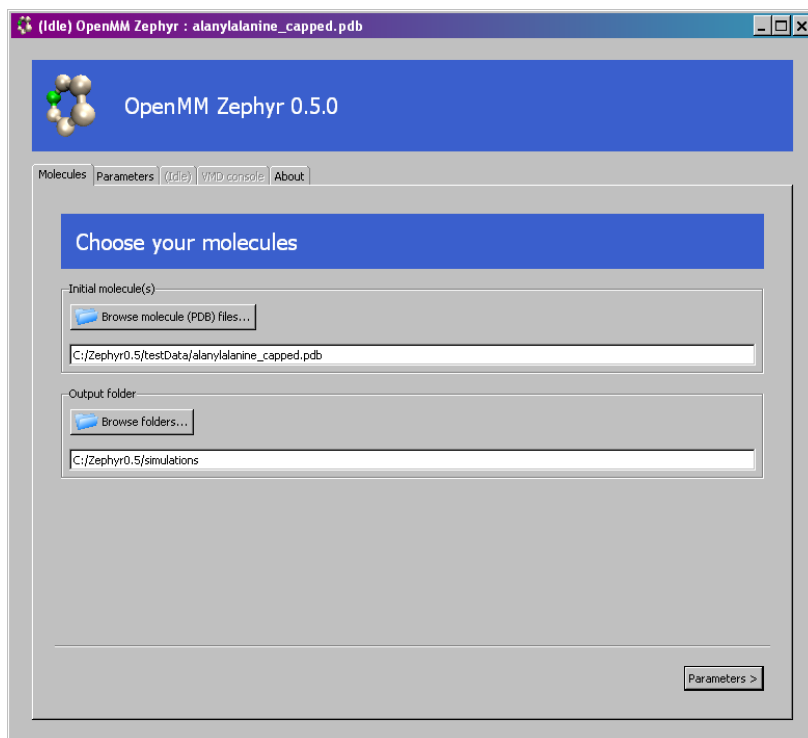 (Idle) OpenMM Zephyr : alanylalanine_capped.pdb
OpenMM Zephyr 0.5.0
Molecules Parameters (Idle) VMD console About
Choose your molecules
Initial molecule(s)
Browse molecule (PDB) files...
C:/Zephyr0.5/testData/alanylalanine_capped.pdb
Output folder
Browse folders...
C:/Zephyr0.5/simulations
Parameters >